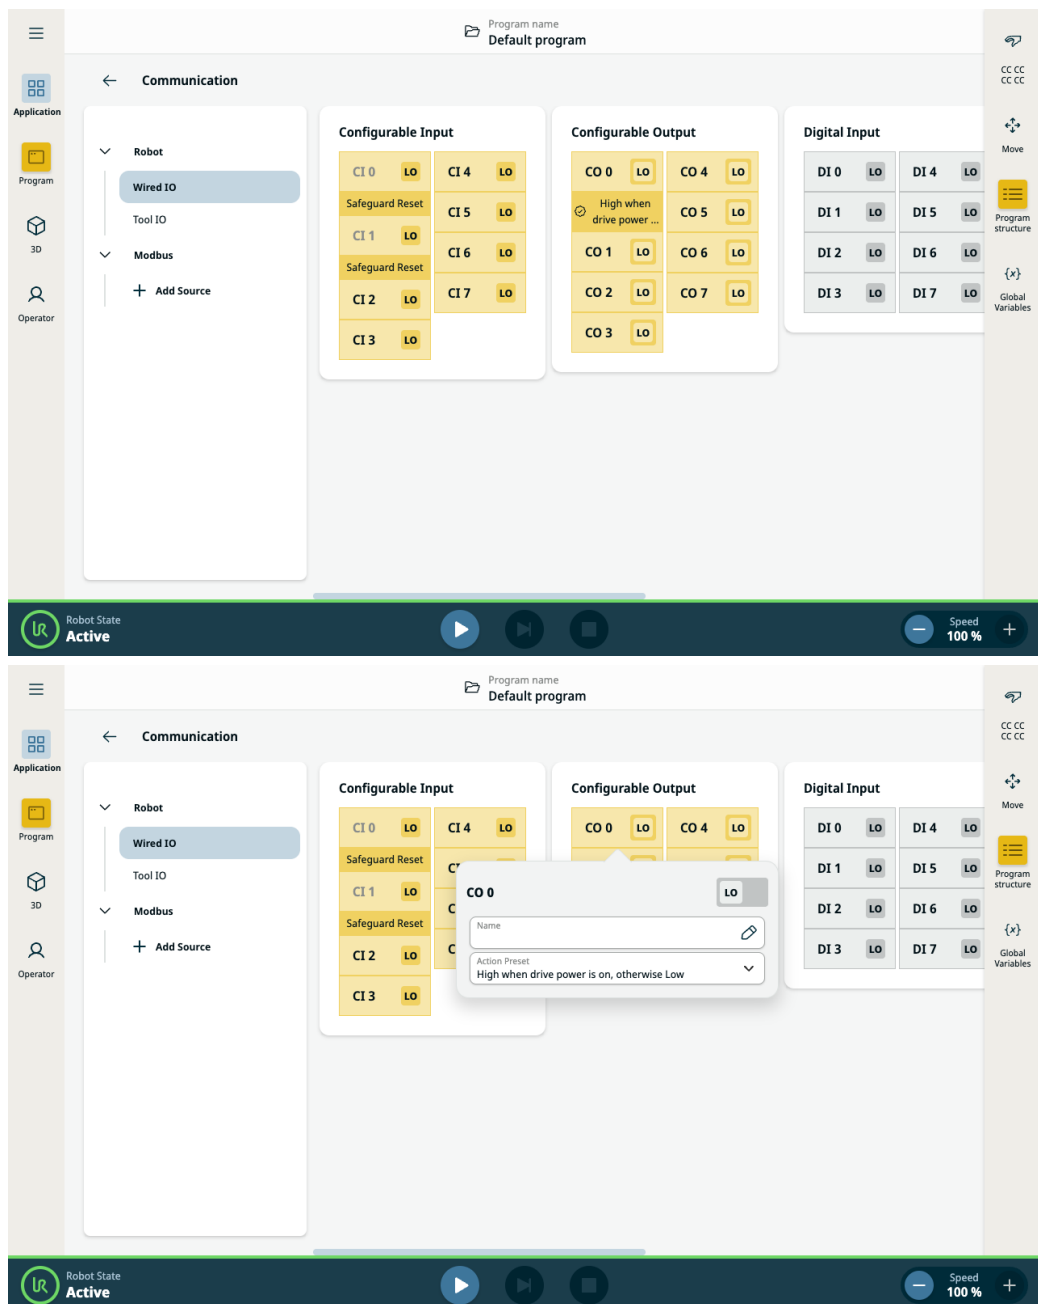 Program name
Default program
Application
Program
3D
Operator
Communication
Robot
Wired IO
Tool IO
Modbus
Add Source
Configurable Input
CI 0 LO
Safeguard Reset
CI 1 LO
Safeguard Reset
CI 2 LO
CI 3 LO
CI 4 LO
CI 5 LO
CI 6 LO
CI 7 LO
Configurable Output
CO 0 LO
High when
drive power ...
CO 1 LO
CO 2 LO
CO 3 LO
CO 4 LO
CO 5 LO
CO 6 LO
CO 7 LO
Digital Input
DI 0 LO
DI 1 LO
DI 2 LO
DI 3 LO
DI 4 LO
DI 5 LO
DI 6 LO
DI 7 LO
CC CC
CC CC
Move
Program
structure
{x}
Global
Variables
Robot State
Active
Speed
100 %
Program name
Default program
Application
Program
3D
Operator
Communication
Robot
Wired IO
Tool IO
Modbus
Add Source
Configurable Input
CI 0 LO
Safeguard Reset
CI 1 LO
Safeguard Reset
CI 2 LO
CI 3 LO
CI 4 LO
Configurable Output
CO 0 LO
CO 4 LO
CO 0
LO
Name
Action Preset
High when drive power is on, otherwise Low
Digital Input
DI 0 LO
DI 1 LO
DI 2 LO
DI 3 LO
DI 4 LO
DI 5 LO
DI 6 LO
DI 7 LO
CC CC
CC CC
Move
Program
structure
{x}
Global
Variables
Robot State
Active
Speed
100 %